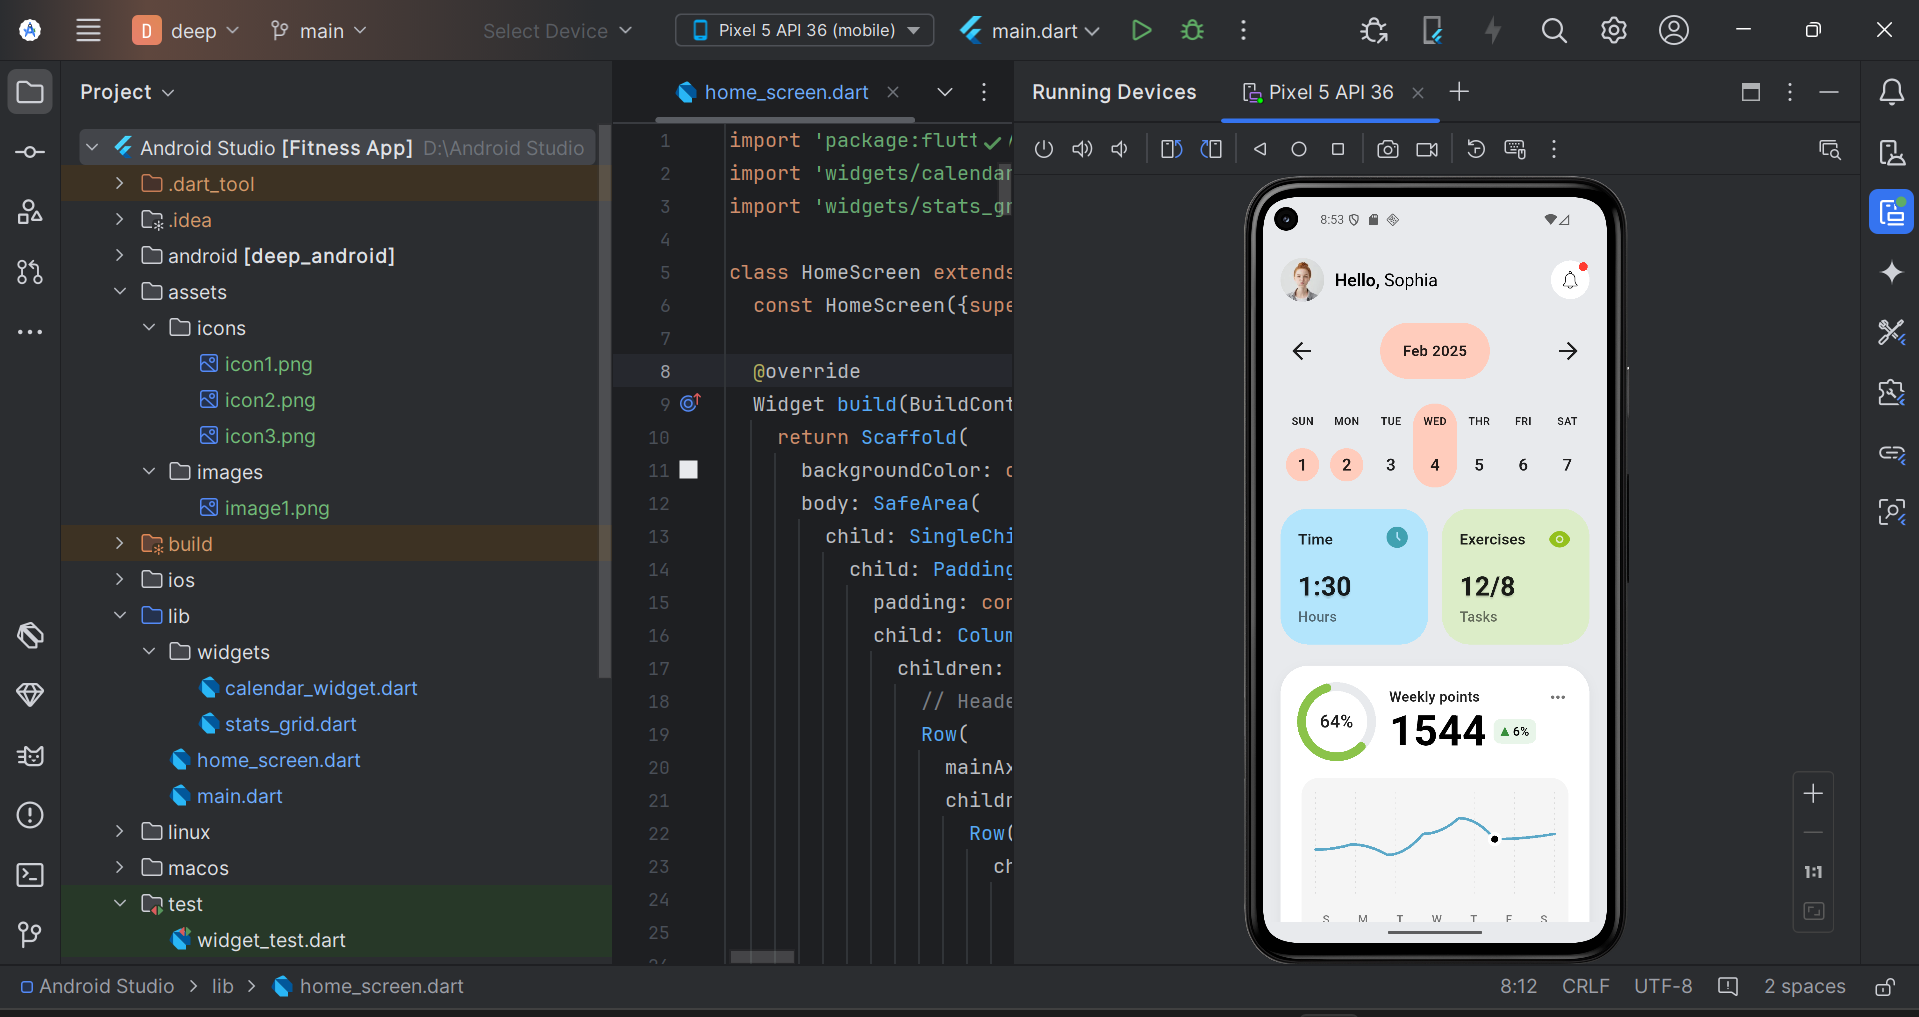 D deep
main
Select Device
Pixel 5 API 36 (mobile)
main.dart
Project
Android Studio [Fitness App] D:\Android Studio
.dart_tool
.idea
android [deep_android]
assets
icons
icon1.png
icon2.png
icon3.png
images
image1.png
build
ios
lib
widgets
calendar_widget.dart
stats_grid.dart
home_screen.dart
main.dart
linux
macos
test
widget_test.dart
home_screen.dart
1 import 'package:flutt
2 import 'widgets/calendar
3 import 'widgets/stats_gr
4
5 class HomeScreen extends
6 const HomeScreen({supe
7
8 @override
9 Widget build(BuildCont
10 return Scaffold(
11 backgroundColor: c
12 body: SafeArea(
13 child: SingleChi
14 child: Padding
15 padding: con
16 child: Colum
17 children:
18 // Heade
19 Row(
20 mainAx
21 childr
22 Row(
23 ch
24
25
Running Devices
Pixel 5 API 36
8:53
Hello, Sophia
Feb 2025
SUN MON TUE WED THR FRI SAT
1 2 3 4 5 6 7
Time
1:30
Hours
Exercises
12/8
Tasks
64%
Weekly points
1544
▲ 6%
S M T W T F S
1:1
Android Studio > lib > home_screen.dart
8:12 CRLF UTF-8 2 spaces